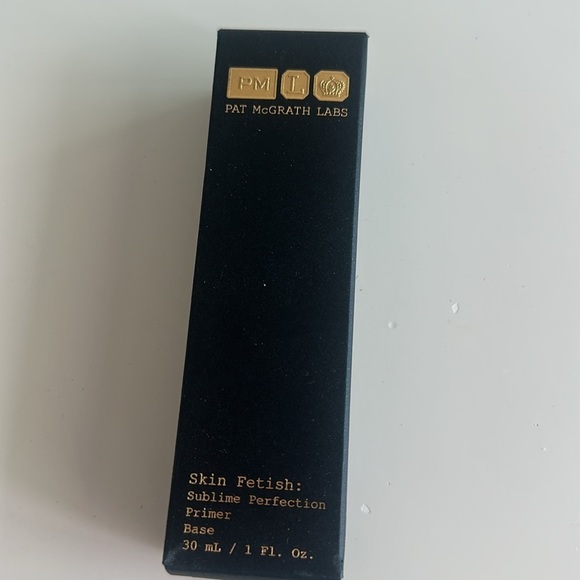 PM L
PAT McGRATH LABS
Skin Fetish:
Sublime Perfection
Primer
Base
30 mL / 1 Fl. Oz.